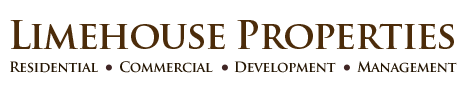 Limehouse Properties
Residential • Commercial • Development • Management